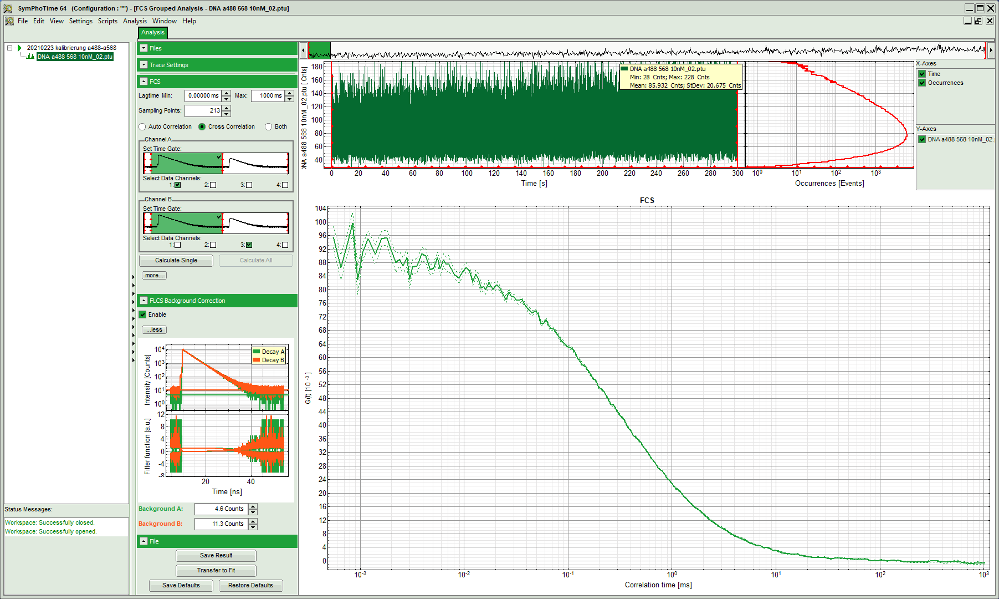 SymPhoTime 64 (Configuration : "") - [FCS Grouped Analysis - DNA a488 568 10nM_02.ptu]
File Edit View Settings Scripts Analysis Window Help
Analysis
20210223 kalibrierung a488-a568
DNA a488 568 10nM_02.ptu
Status Messages:
Workspace: Successfully closed.
Workspace: Successfully opened.
Files
Trace Settings
FCS
Lagtime Min: 0.00000 ms Max: 1000 ms
Sampling Points: 213
Auto Correlation Cross Correlation Both
Channel A
Set Time Gate:
Select Data Channels:
1: 2: 3: 4:
Channel B
Set Time Gate:
Select Data Channels:
1: 2: 3: 4:
Calculate Single Calculate All
more...
FLCS Background Correction
Enable
...less
Intensity [Counts]
10^4
10^3
10^2
10^1
10^0
Decay A
Decay B
Filter function [a.u.]
12
8
4
0
-4
-8
20 40
Time [ns]
Background A: 4.6 Counts
Background B: 11.3 Counts
File
Save Result
Transfer to Fit
Save Defaults Restore Defaults
DNA a488 568 10nM_02.ptu [Cnts]
180
160
140
120
100
80
60
40
0 20 40 60 80 100 120 140 160 180 200 220 240 260 280 300
Time [s]
DNA a488 568 10nM_02.ptu
Min: 28 Cnts; Max: 228 Cnts
Mean: 85.932 Cnts; StDev: 20.675 Cnts
10^0 10^1 10^2 10^3
Occurrences [Events]
X-Axes
Time
Occurrences
Y-Axes
DNA a488 568 10nM_02.
FCS
G(t) [10^-3]
104
100
96
92
88
84
80
76
72
68
64
60
56
52
48
44
40
36
32
28
24
20
16
12
8
4
0
10^-3 10^-2 10^-1 10^0 10^1 10^2 10^3
Correlation time [ms]